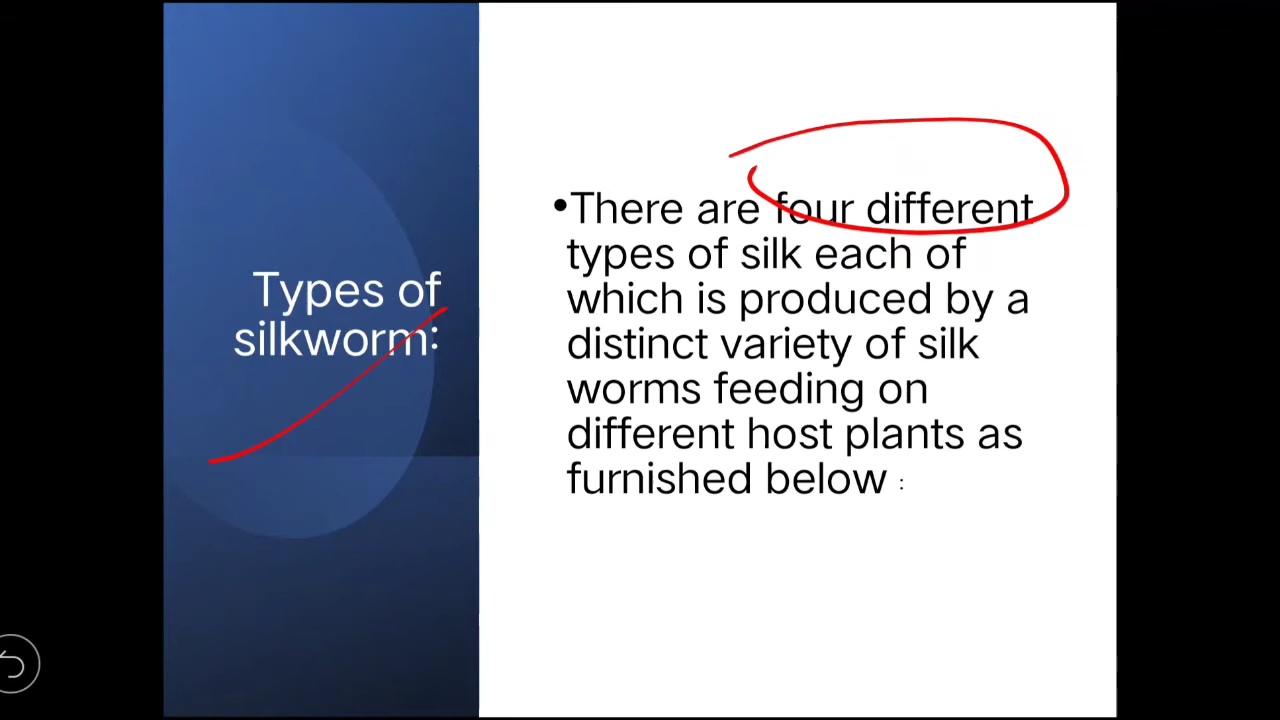 Types of
silkworm:
•There are four different
types of silk each of
which is produced by a
distinct variety of silk
worms feeding on
different host plants as
furnished below :